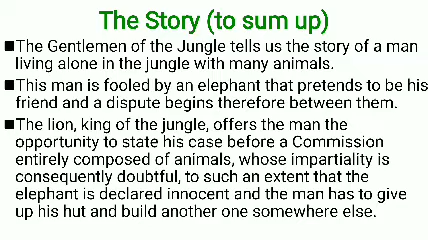 The Story (to sum up)
■The Gentlemen of the Jungle tells us the story of a man
living alone in the jungle with many animals.
■This man is fooled by an elephant that pretends to be his
friend and a dispute begins therefore between them.
■The lion, king of the jungle, offers the man the
opportunity to state his case before a Commission
entirely composed of animals, whose impartiality is
consequently doubtful, to such an extent that the
elephant is declared innocent and the man has to give
up his hut and build another one somewhere else.